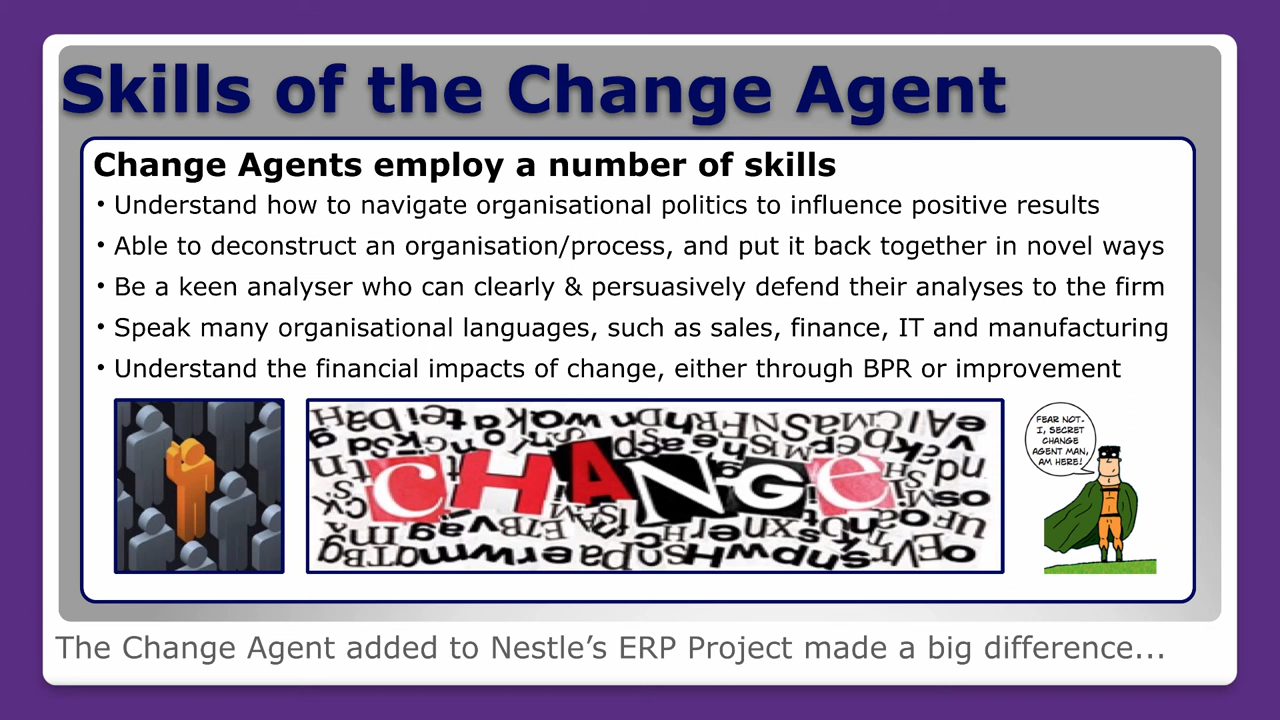 Skills of the Change Agent
Change Agents employ a number of skills
• Understand how to navigate organisational politics to influence positive results
• Able to deconstruct an organisation/process, and put it back together in novel ways
• Be a keen analyser who can clearly & persuasively defend their analyses to the firm
• Speak many organisational languages, such as sales, finance, IT and manufacturing
• Understand the financial impacts of change, either through BPR or improvement
cHANGe
FEAR NOT.
I, SECRET
CHANGE
AGENT MAN,
AM HERE!
The Change Agent added to Nestle’s ERP Project made a big difference...